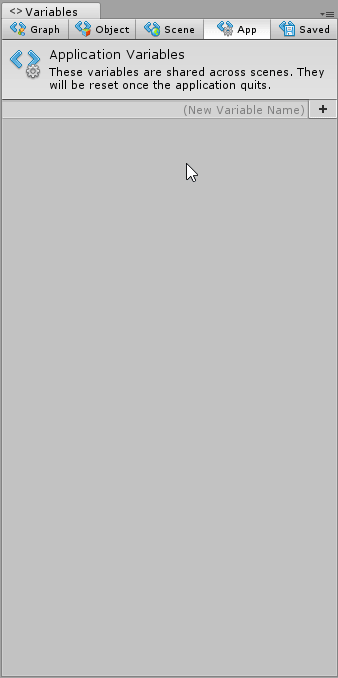 <> Variables
Graph Object Scene App Saved
Application Variables
These variables are shared across scenes. They
will be reset once the application quits.
(New Variable Name) +